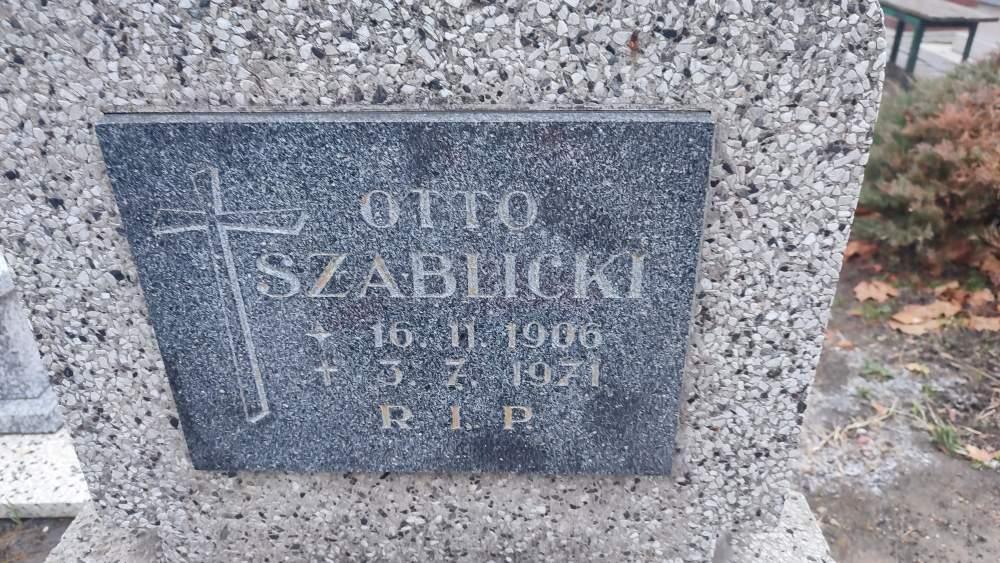 OTTO
SZABLICKI
* 16. 11. 1906
† 3. 7. 1971
R. I. P.